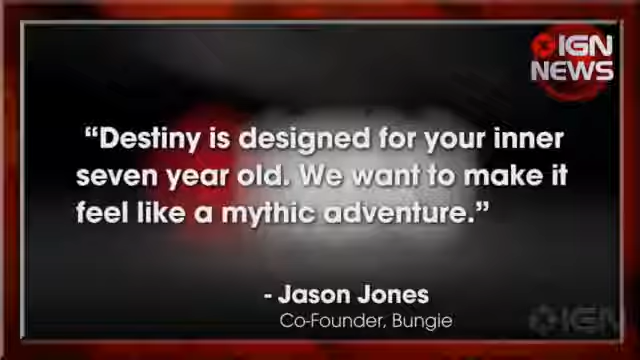 IGN
NEWS
“Destiny is designed for your inner
seven year old. We want to make it
feel like a mythic adventure.”
- Jason Jones
Co-Founder, Bungie
IGN